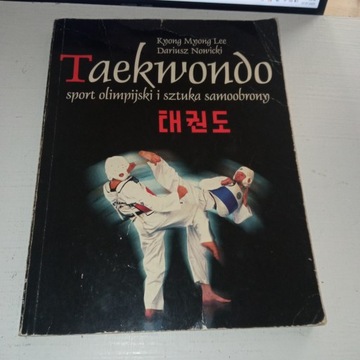 Kyong Myong Lee
Dariusz Nowicki
Taekwondo
sport olimpijski i sztuka samoobrony
태권도